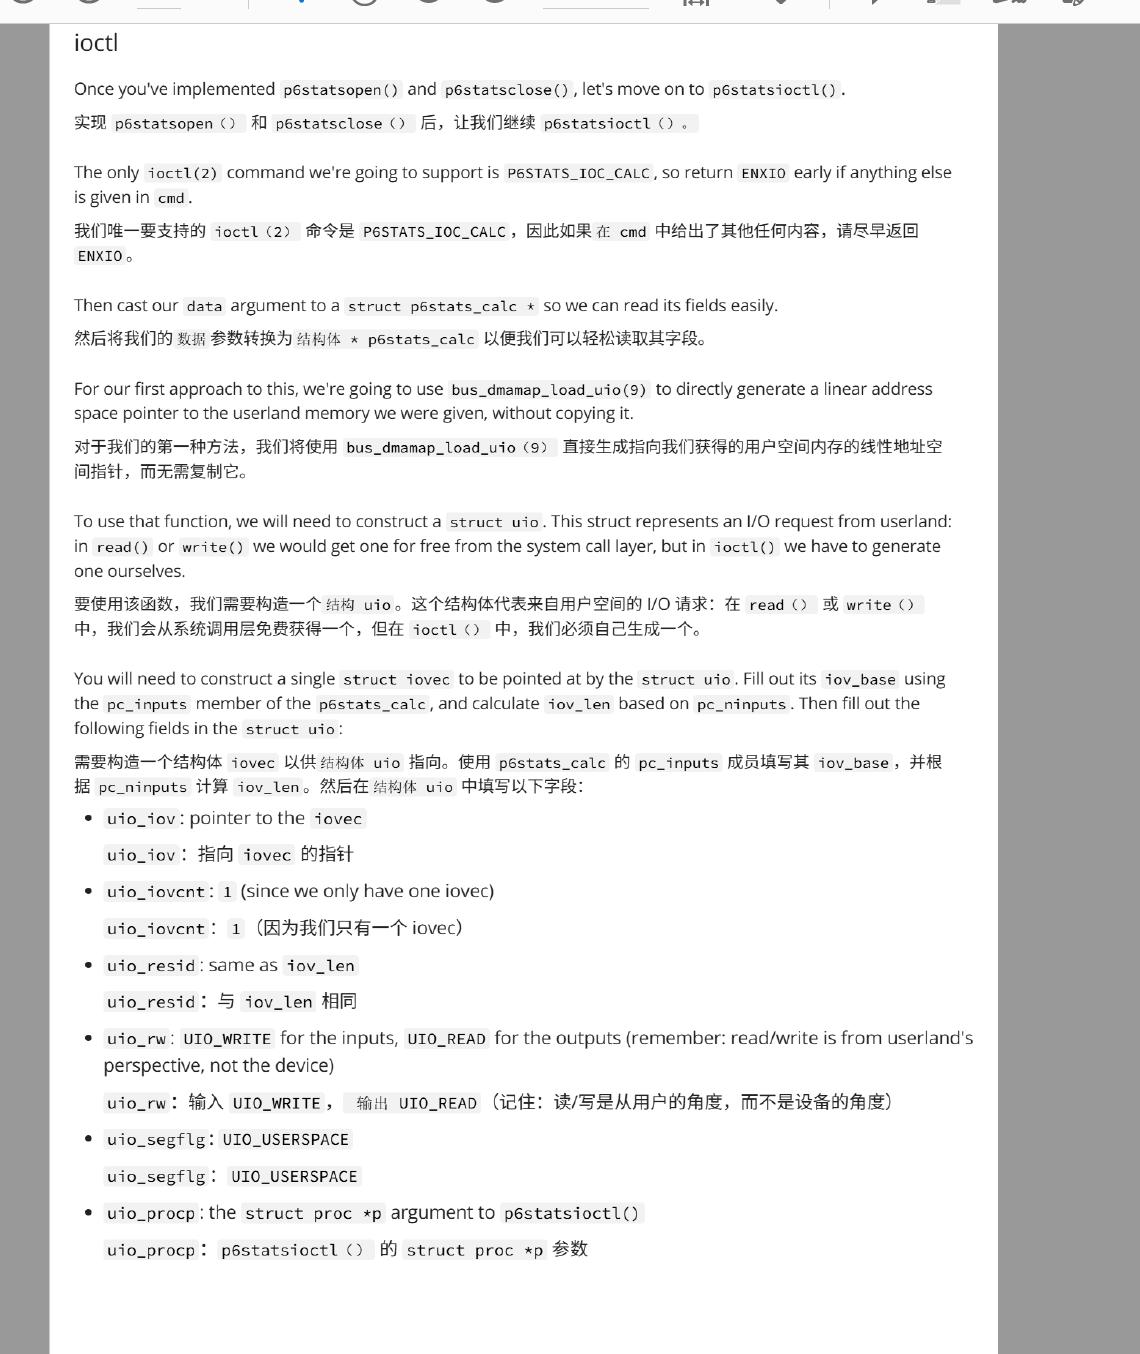 ioctl
Once you've implemented p6statsopen() and p6statsclose(), let's move on to p6statsioctl().
实现 p6statsopen () 和 p6statsclose () 后，让我们继续 p6statsioctl () 。
The only ioctl(2) command we're going to support is P6STATS_IOC_CALC, so return ENXIO early if anything else
is given in cmd.
我们唯一要支持的 ioctl (2) 命令是 P6STATS_IOC_CALC，因此如果 在 cmd 中给出了其他任何内容，请尽早返回
ENXIO。
Then cast our data argument to a struct p6stats_calc * so we can read its fields easily.
然后将我们的 数据 参数转换为 结构体 * p6stats_calc 以便我们可以轻松读取其字段。
For our first approach to this, we're going to use bus_dmamap_load_uio(9) to directly generate a linear address
space pointer to the userland memory we were given, without copying it.
对于我们的第一种方法，我们将使用 bus_dmamap_load_uio (9) 直接生成指向我们获得的用户空间内存的线性地址空
间指针，而无需复制它。
To use that function, we will need to construct a struct uio. This struct represents an I/O request from userland:
in read() or write() we would get one for free from the system call layer, but in ioctl() we have to generate
one ourselves.
要使用该函数，我们需要构造一个 结构 uio。这个结构体代表来自用户空间的 I/O 请求：在 read () 或 write ()
中，我们会从系统调用层免费获得一个，但在 ioctl () 中，我们必须自己生成一个。
You will need to construct a single struct iovec to be pointed at by the struct uio. Fill out its iov_base using
the pc_inputs member of the p6stats_calc, and calculate iov_len based on pc_ninputs. Then fill out the
following fields in the struct uio:
需要构造一个结构体 iovec 以供 结构体 uio 指向。使用 p6stats_calc 的 pc_inputs 成员填写其 iov_base，并根
据 pc_ninputs 计算 iov_len。然后在 结构体 uio 中填写以下字段：
• uio_iov: pointer to the iovec
uio_iov：指向 iovec 的指针
• uio_iovcnt: 1 (since we only have one iovec)
uio_iovcnt： 1（因为我们只有一个 iovec）
• uio_resid: same as iov_len
uio_resid：与 iov_len 相同
• uio_rw: UIO_WRITE for the inputs, UIO_READ for the outputs (remember: read/write is from userland's
perspective, not the device)
uio_rw：输入 UIO_WRITE， 输出 UIO_READ（记住：读/写是从用户的角度，而不是设备的角度）
• uio_segflg: UIO_USERSPACE
uio_segflg： UIO_USERSPACE
• uio_procp: the struct proc *p argument to p6statsioctl()
uio_procp：p6statsioctl () 的 struct proc *p 参数